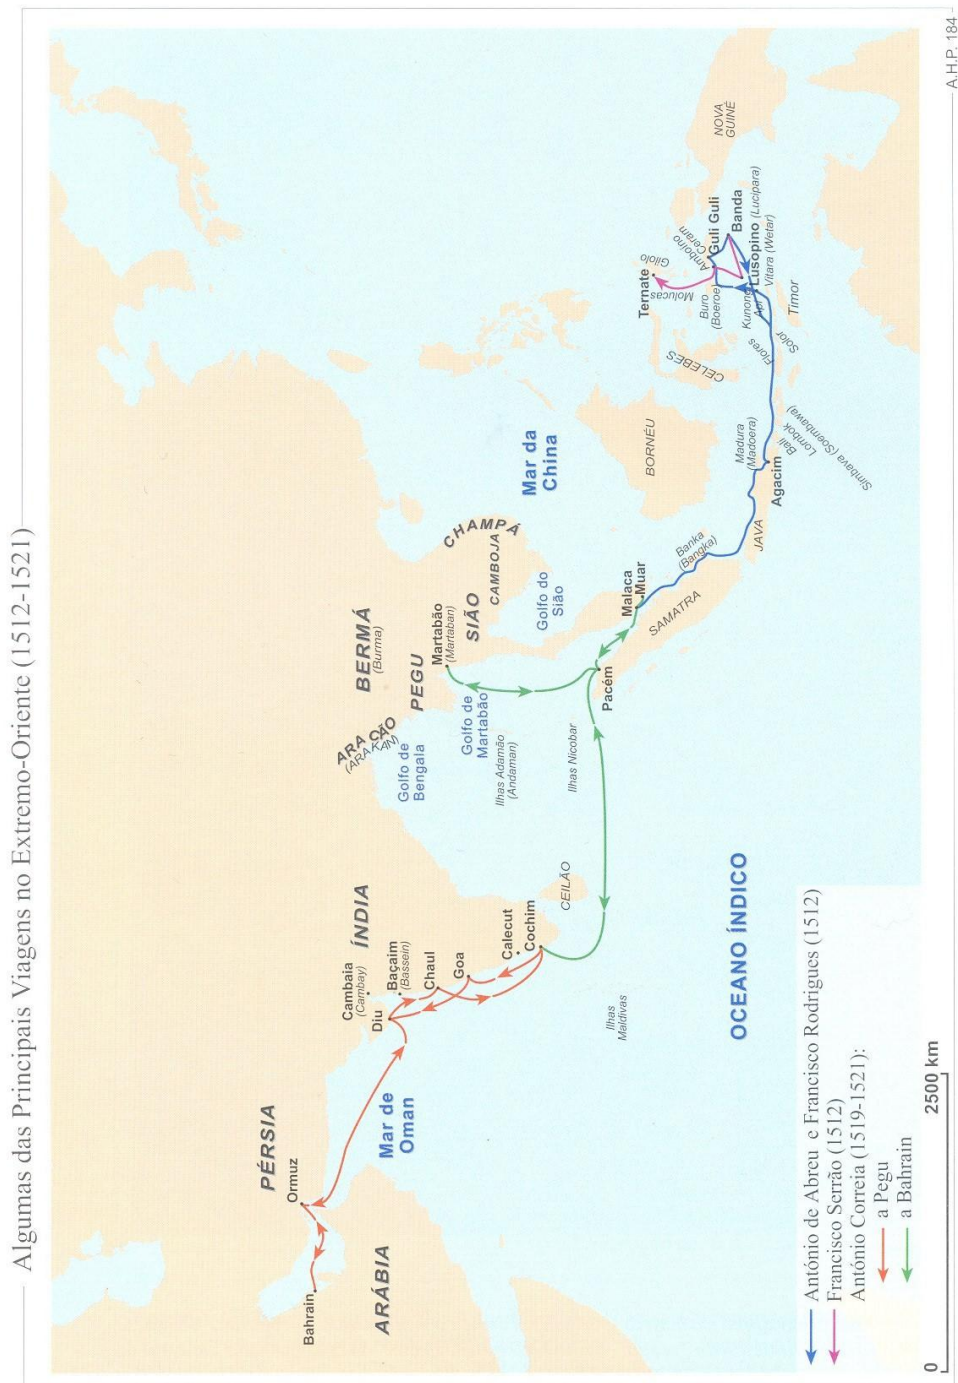 Algumas das Principais Viagens no Extremo-Oriente (1512-1521)
PÉRSIA
Ormuz
Bahrain
ARÁBIA
Mar de
Oman
ÍNDIA
Cambaia
(Cambay)
Diu
Baçaim
(Bassein)
Chaul
Goa
Calecut
Cochim
CEILÃO
Ilhas
Maldivas
OCEANO ÍNDICO
ARACÃO
(ARAKAN)
Golfo de
Bengala
BERMÁ
(Burma)
PEGU
Martabão
(Martaban)
Golfo de
Martabão
Ilhas Adamão
(Andaman)
Ilhas Nicobar
SIÃO
CAMBOJA
CHAMPÁ
Golfo do
Sião
Mar da
China
Pacém
Malaca
Muar
SAMATRA
Banka
(Bangka)
JAVA
BORNÉU
Madura
(Madoera)
Agacim
Bali
Lombok
Simbava (Soembawa)
CELEBES
Flores
Solor
Timor
Ternate
Gilolo
Molucas
Buro
(Boeroe)
Amboíno
Ceram
Guli Guli
Banda
Kunong
Api
Lusopino (Lucipara)
Vitara (Wetar)
NOVA
GUINÉ
António de Abreu e Francisco Rodrigues (1512)
Francisco Serrão (1512)
António Correia (1519-1521):
a Pegu
a Bahrain
0 2500 km
A.H.P. 184